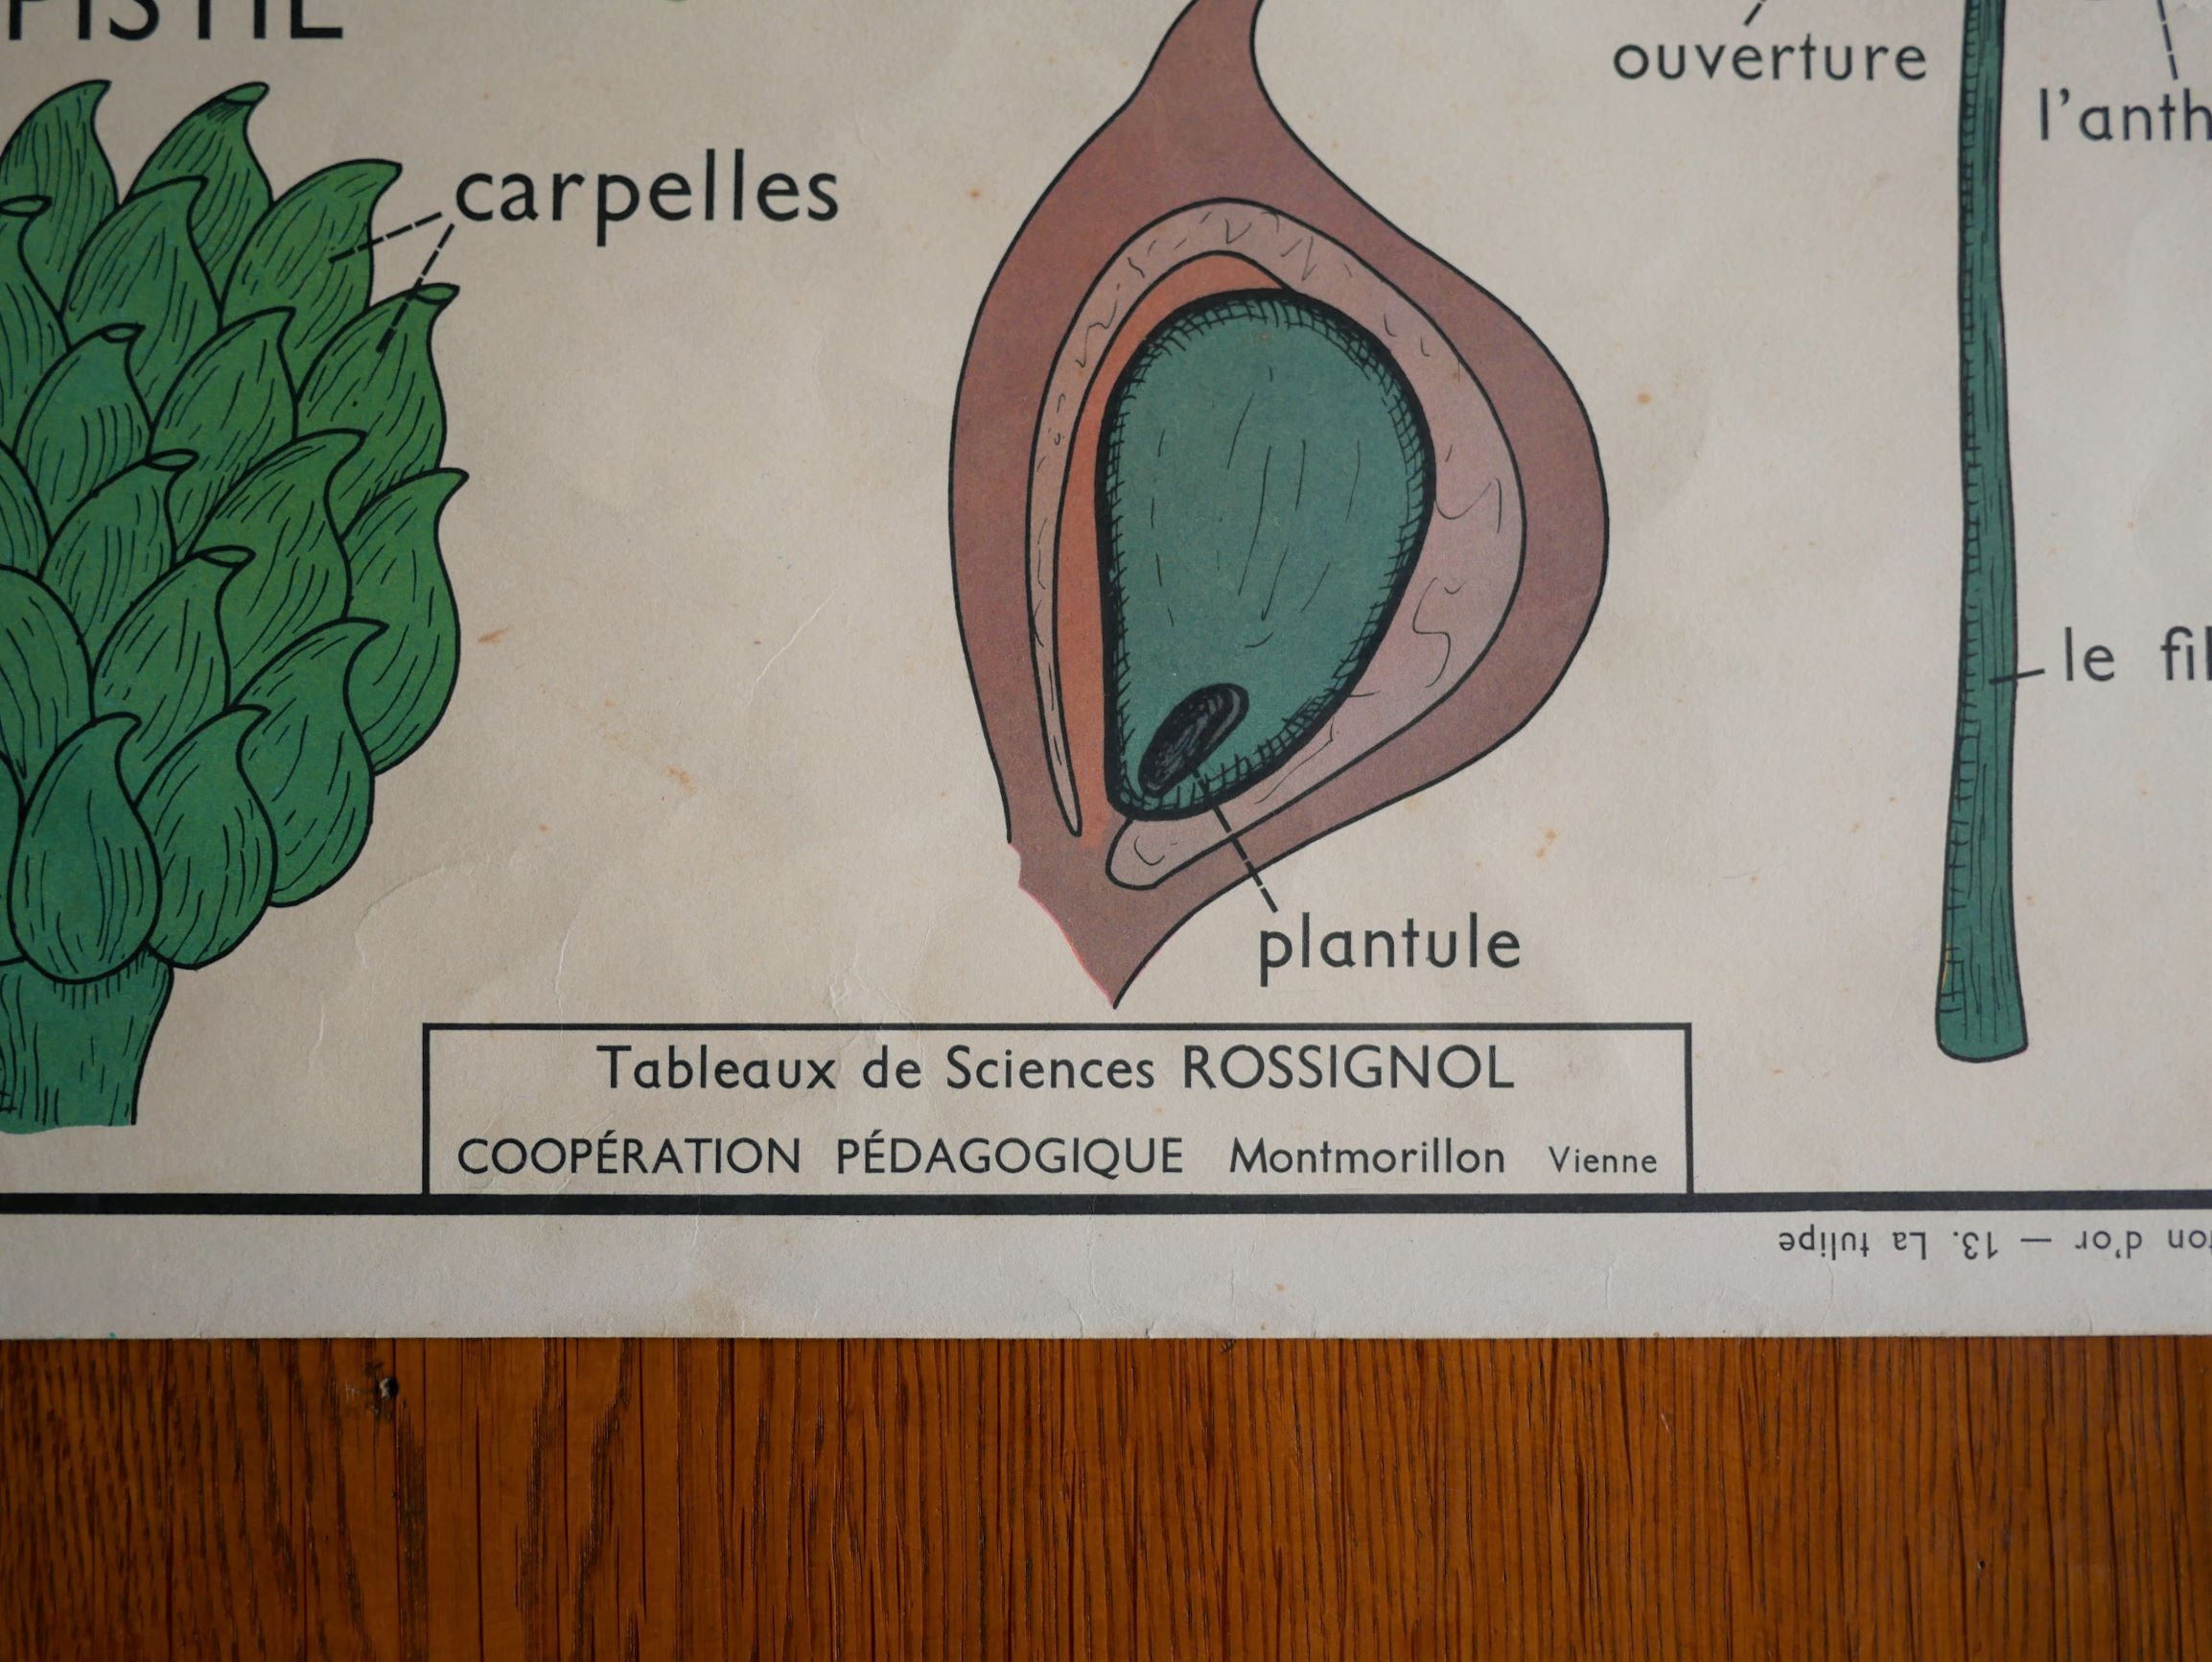 PISTIL
carpelles
ouverture
l'anth
le fil
plantule
Tableaux de Sciences ROSSIGNOL
COOPÉRATION PÉDAGOGIQUE Montmorillon Vienne
ton d'or — 13. La tulipe